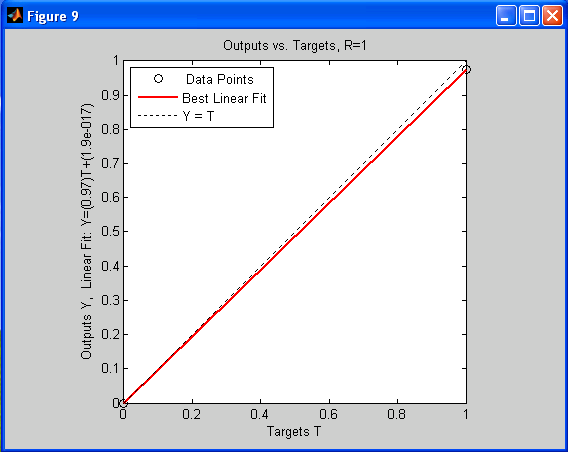 Figure 9
Outputs vs. Targets, R=1
Data Points
Best Linear Fit
Y = T
Outputs Y, Linear Fit: Y=(0.97)T+(1.9e-017)
1
0.9
0.8
0.7
0.6
0.5
0.4
0.3
0.2
0.1
0
0 0.2 0.4 0.6 0.8 1
Targets T